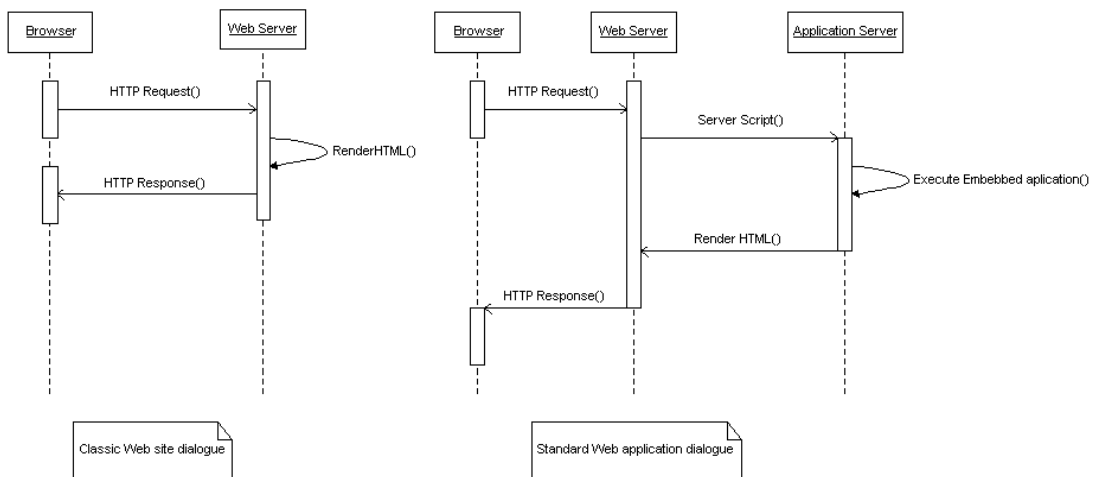 Browser
Web Server
HTTP Request()
RenderHTML()
HTTP Response()
Classic Web site dialogue
Browser
Web Server
Application Server
HTTP Request()
Server Script()
Execute Embebbed aplication()
Render HTML()
HTTP Response()
Standard Web application dialogue